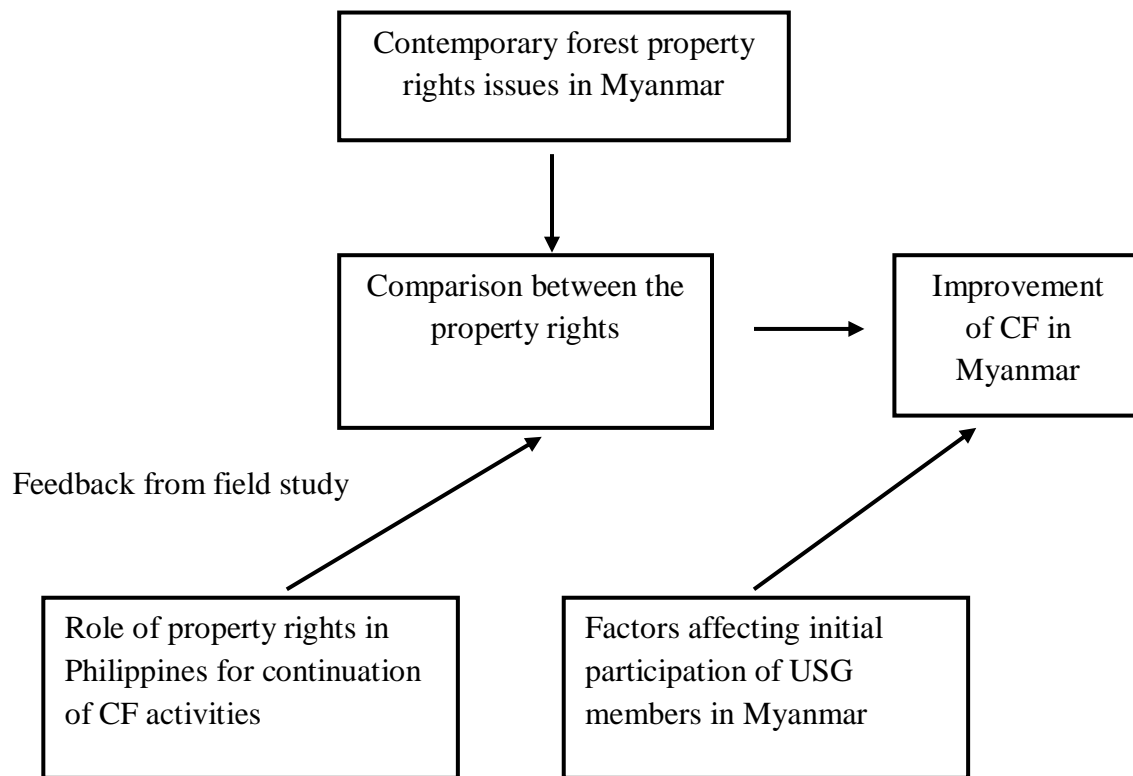 Contemporary forest property
rights issues in Myanmar
Comparison between the
property rights
Improvement
of CF in
Myanmar
Feedback from field study
Role of property rights in
Philippines for continuation
of CF activities
Factors affecting initial
participation of USG
members in Myanmar